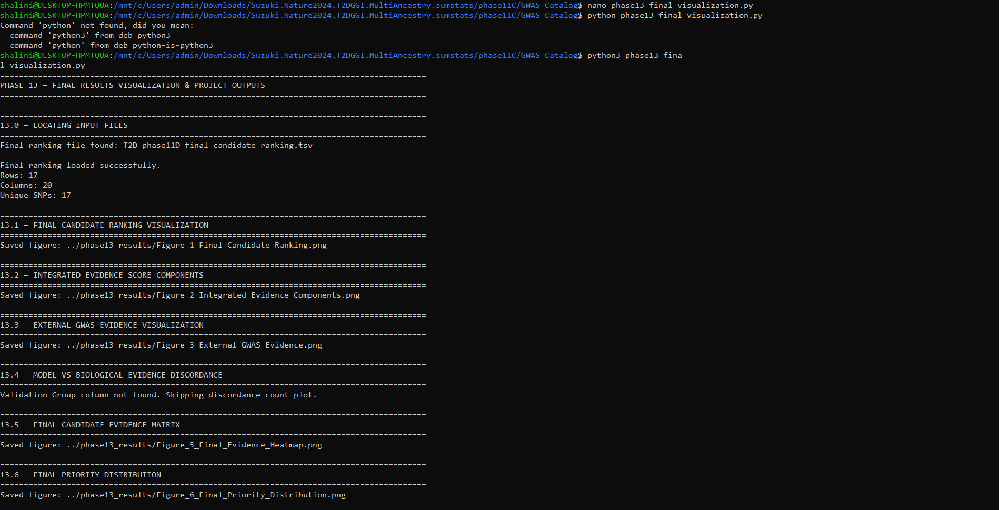 shalini@DESKTOP-HPMTQUA:/mnt/c/Users/admin/Downloads/Suzuki.Nature2024.T2DGGI.MultiAncestry.sumstats/phase11C/GWAS_Catalog$ nano phase13_final_visualization.py
shalini@DESKTOP-HPMTQUA:/mnt/c/Users/admin/Downloads/Suzuki.Nature2024.T2DGGI.MultiAncestry.sumstats/phase11C/GWAS_Catalog$ python phase13_final_visualization.py
Command 'python' not found, did you mean:
  command 'python3' from deb python3
  command 'python' from deb python-is-python3
shalini@DESKTOP-HPMTQUA:/mnt/c/Users/admin/Downloads/Suzuki.Nature2024.T2DGGI.MultiAncestry.sumstats/phase11C/GWAS_Catalog$ python3 phase13_fina
l_visualization.py
==========================================================================================
PHASE 13 — FINAL RESULTS VISUALIZATION & PROJECT OUTPUTS
==========================================================================================

==========================================================================================
13.0 — LOCATING INPUT FILES
==========================================================================================
Final ranking file found: T2D_phase11D_final_candidate_ranking.tsv

Final ranking loaded successfully.
Rows: 17
Columns: 20
Unique SNPs: 17

==========================================================================================
13.1 — FINAL CANDIDATE RANKING VISUALIZATION
==========================================================================================
Saved figure: ../phase13_results/Figure_1_Final_Candidate_Ranking.png

==========================================================================================
13.2 — INTEGRATED EVIDENCE SCORE COMPONENTS
==========================================================================================
Saved figure: ../phase13_results/Figure_2_Integrated_Evidence_Components.png

==========================================================================================
13.3 — EXTERNAL GWAS EVIDENCE VISUALIZATION
==========================================================================================
Saved figure: ../phase13_results/Figure_3_External_GWAS_Evidence.png

==========================================================================================
13.4 — MODEL VS BIOLOGICAL EVIDENCE DISCORDANCE
==========================================================================================
Validation_Group column not found. Skipping discordance count plot.

==========================================================================================
13.5 — FINAL CANDIDATE EVIDENCE MATRIX
==========================================================================================
Saved figure: ../phase13_results/Figure_5_Final_Evidence_Heatmap.png

==========================================================================================
13.6 — FINAL PRIORITY DISTRIBUTION
==========================================================================================
Saved figure: ../phase13_results/Figure_6_Final_Priority_Distribution.png